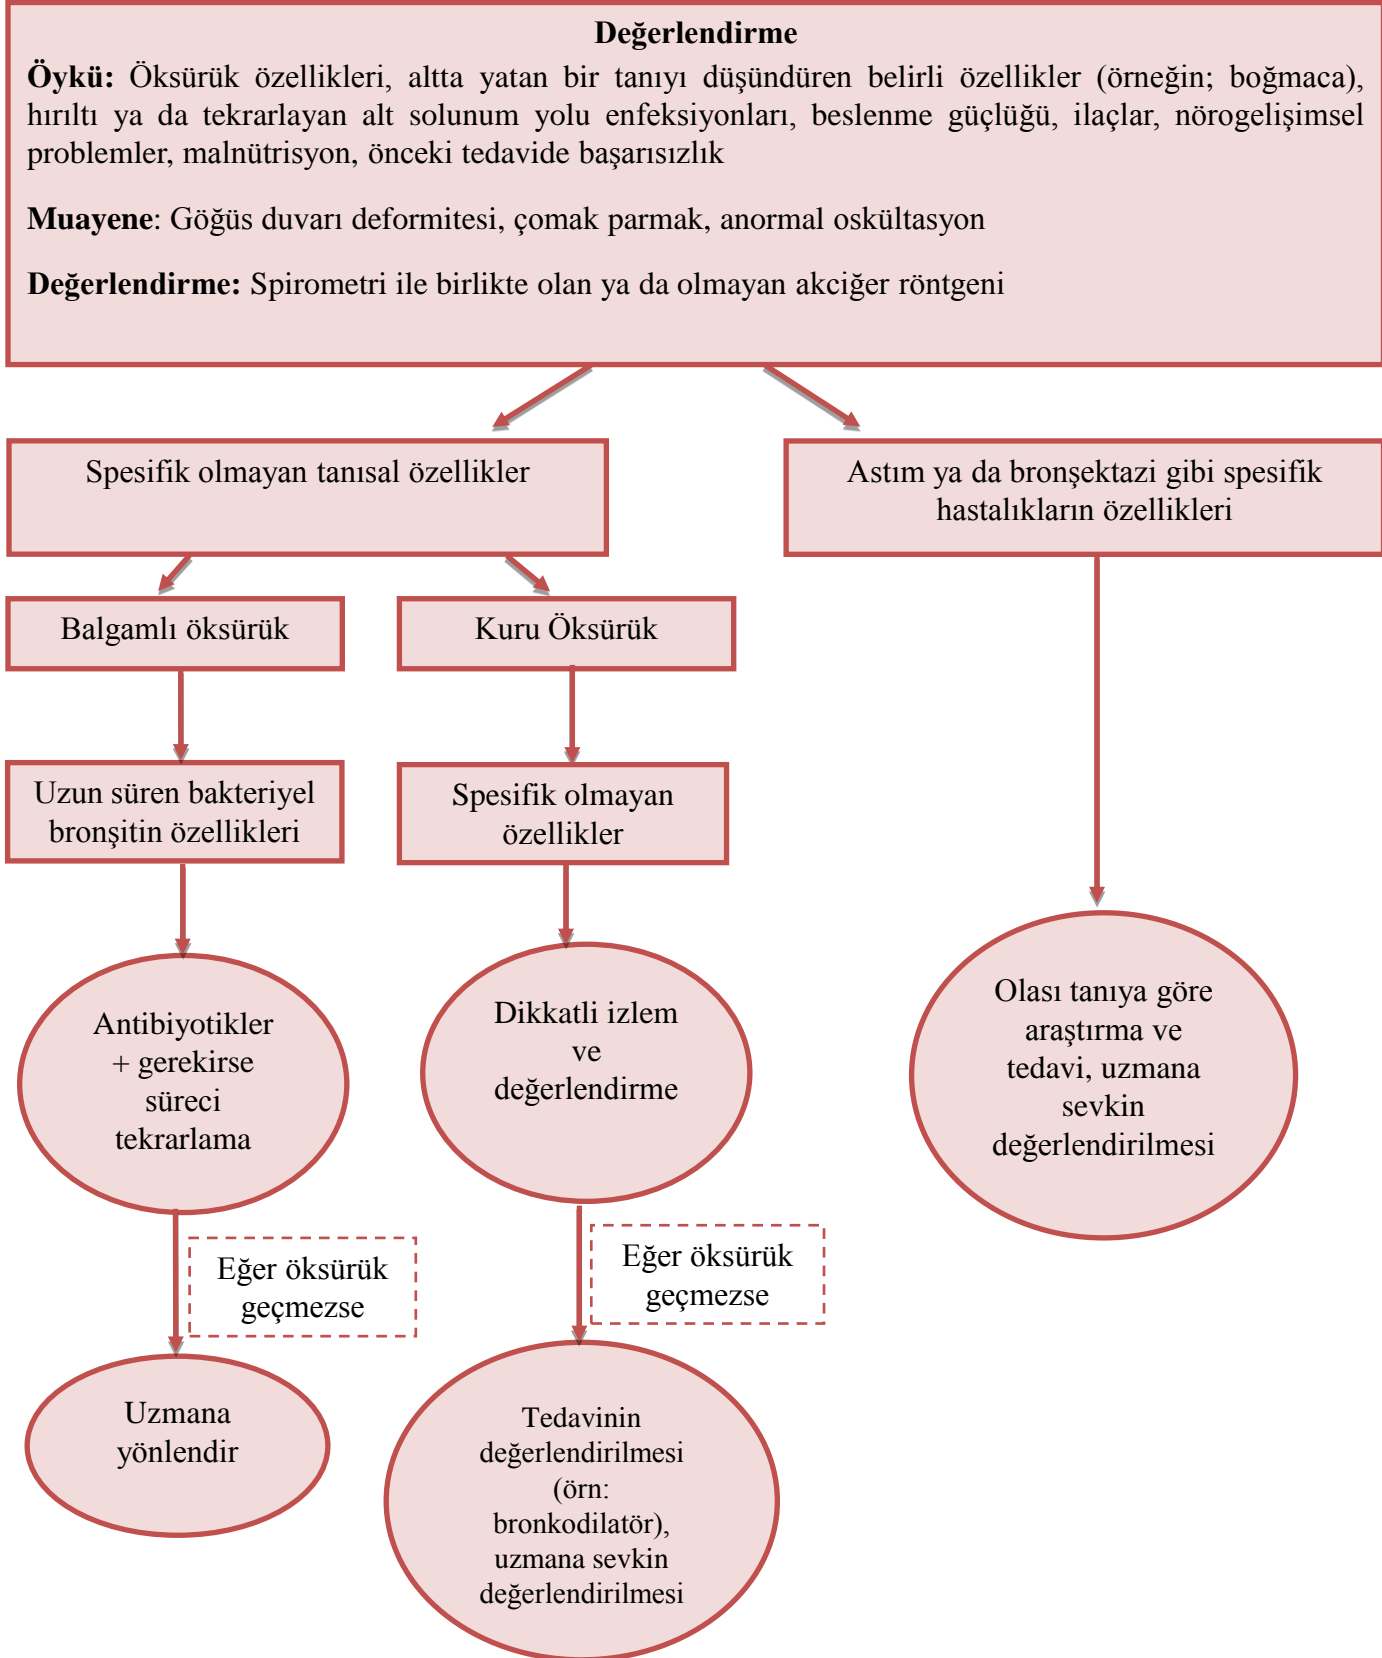 Değerlendirme
Öykü: Öksürük özellikleri, altta yatan bir tanıyı düşündüren belirli özellikler (örneğin; boğmaca),
hırıltı ya da tekrarlayan alt solunum yolu enfeksiyonları, beslenme güçlüğü, ilaçlar, nörogelişimsel
problemler, malnütrisyon, önceki tedavide başarısızlık
Muayene: Göğüs duvarı deformitesi, çomak parmak, anormal oskültasyon
Değerlendirme: Spirometri ile birlikte olan ya da olmayan akciğer röntgeni
Spesifik olmayan tanısal özellikler
Astım ya da bronşektazi gibi spesifik
hastalıkların özellikleri
Balgamlı öksürük
Kuru Öksürük
Uzun süren bakteriyel
bronşitin özellikleri
Spesifik olmayan
özellikler
Antibiyotikler
+ gerekirse
süreci
tekrarlama
Dikkatli izlem
ve
değerlendirme
Olası tanıya göre
araştırma ve
tedavi, uzmana
sevkin
değerlendirilmesi
Eğer öksürük
geçmezse
Eğer öksürük
geçmezse
Uzmana
yönlendir
Tedavinin
değerlendirilmesi
(örn:
bronkodilatör),
uzmana sevkin
değerlendirilmesi